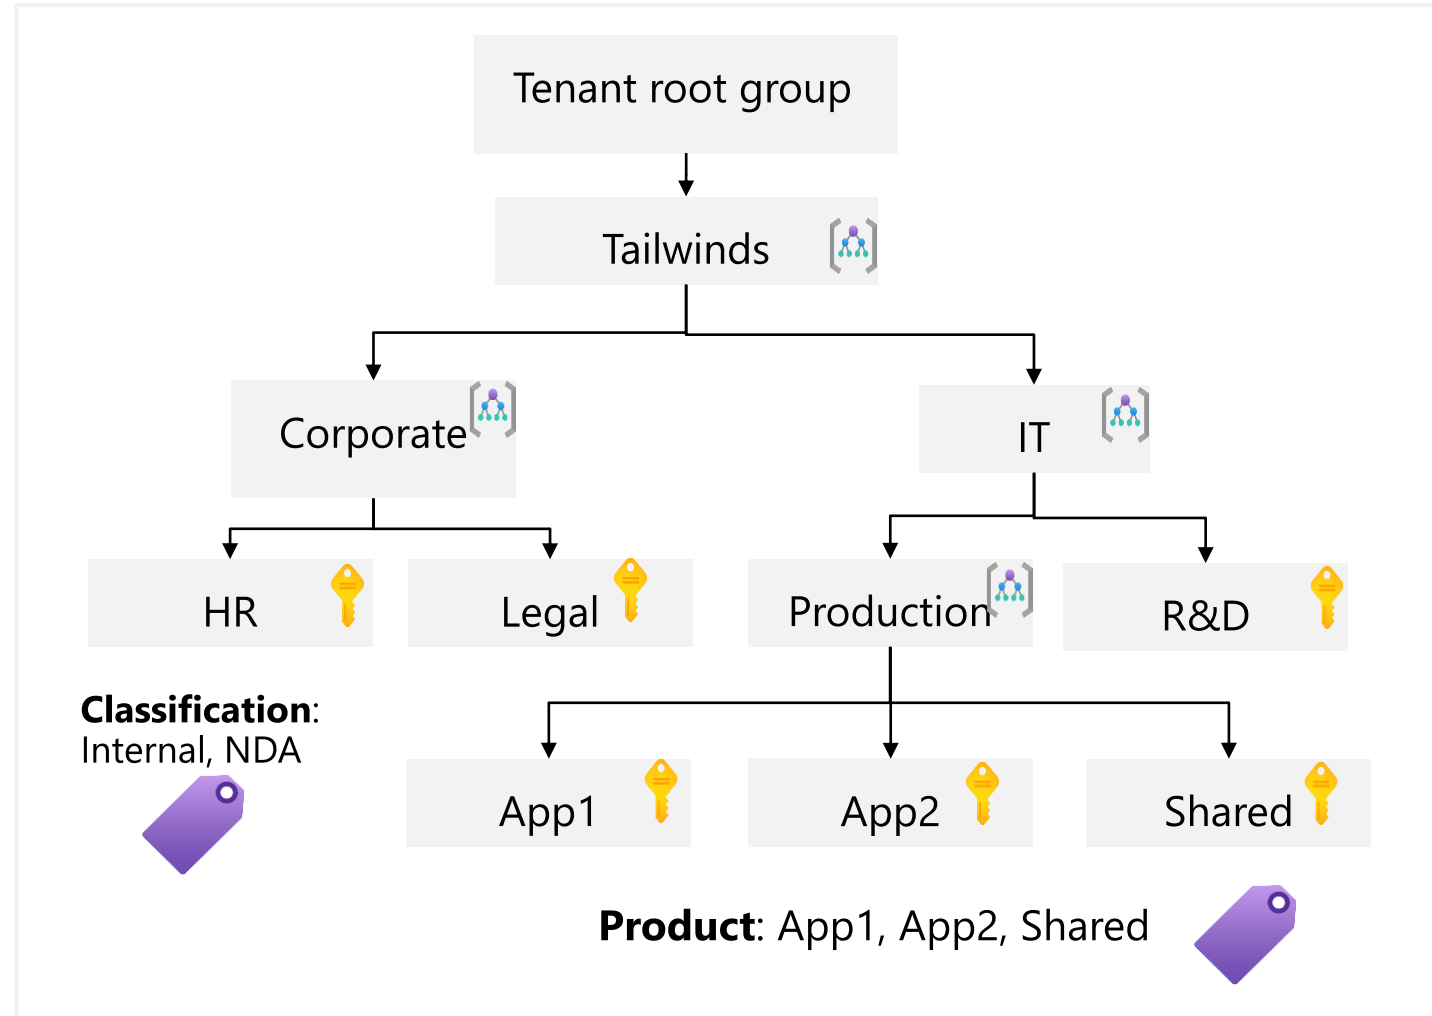 Tenant root group
Tailwinds
Corporate
IT
HR
Legal
Production
R&D
Classification:
Internal, NDA
App1
App2
Shared
Product: App1, App2, Shared